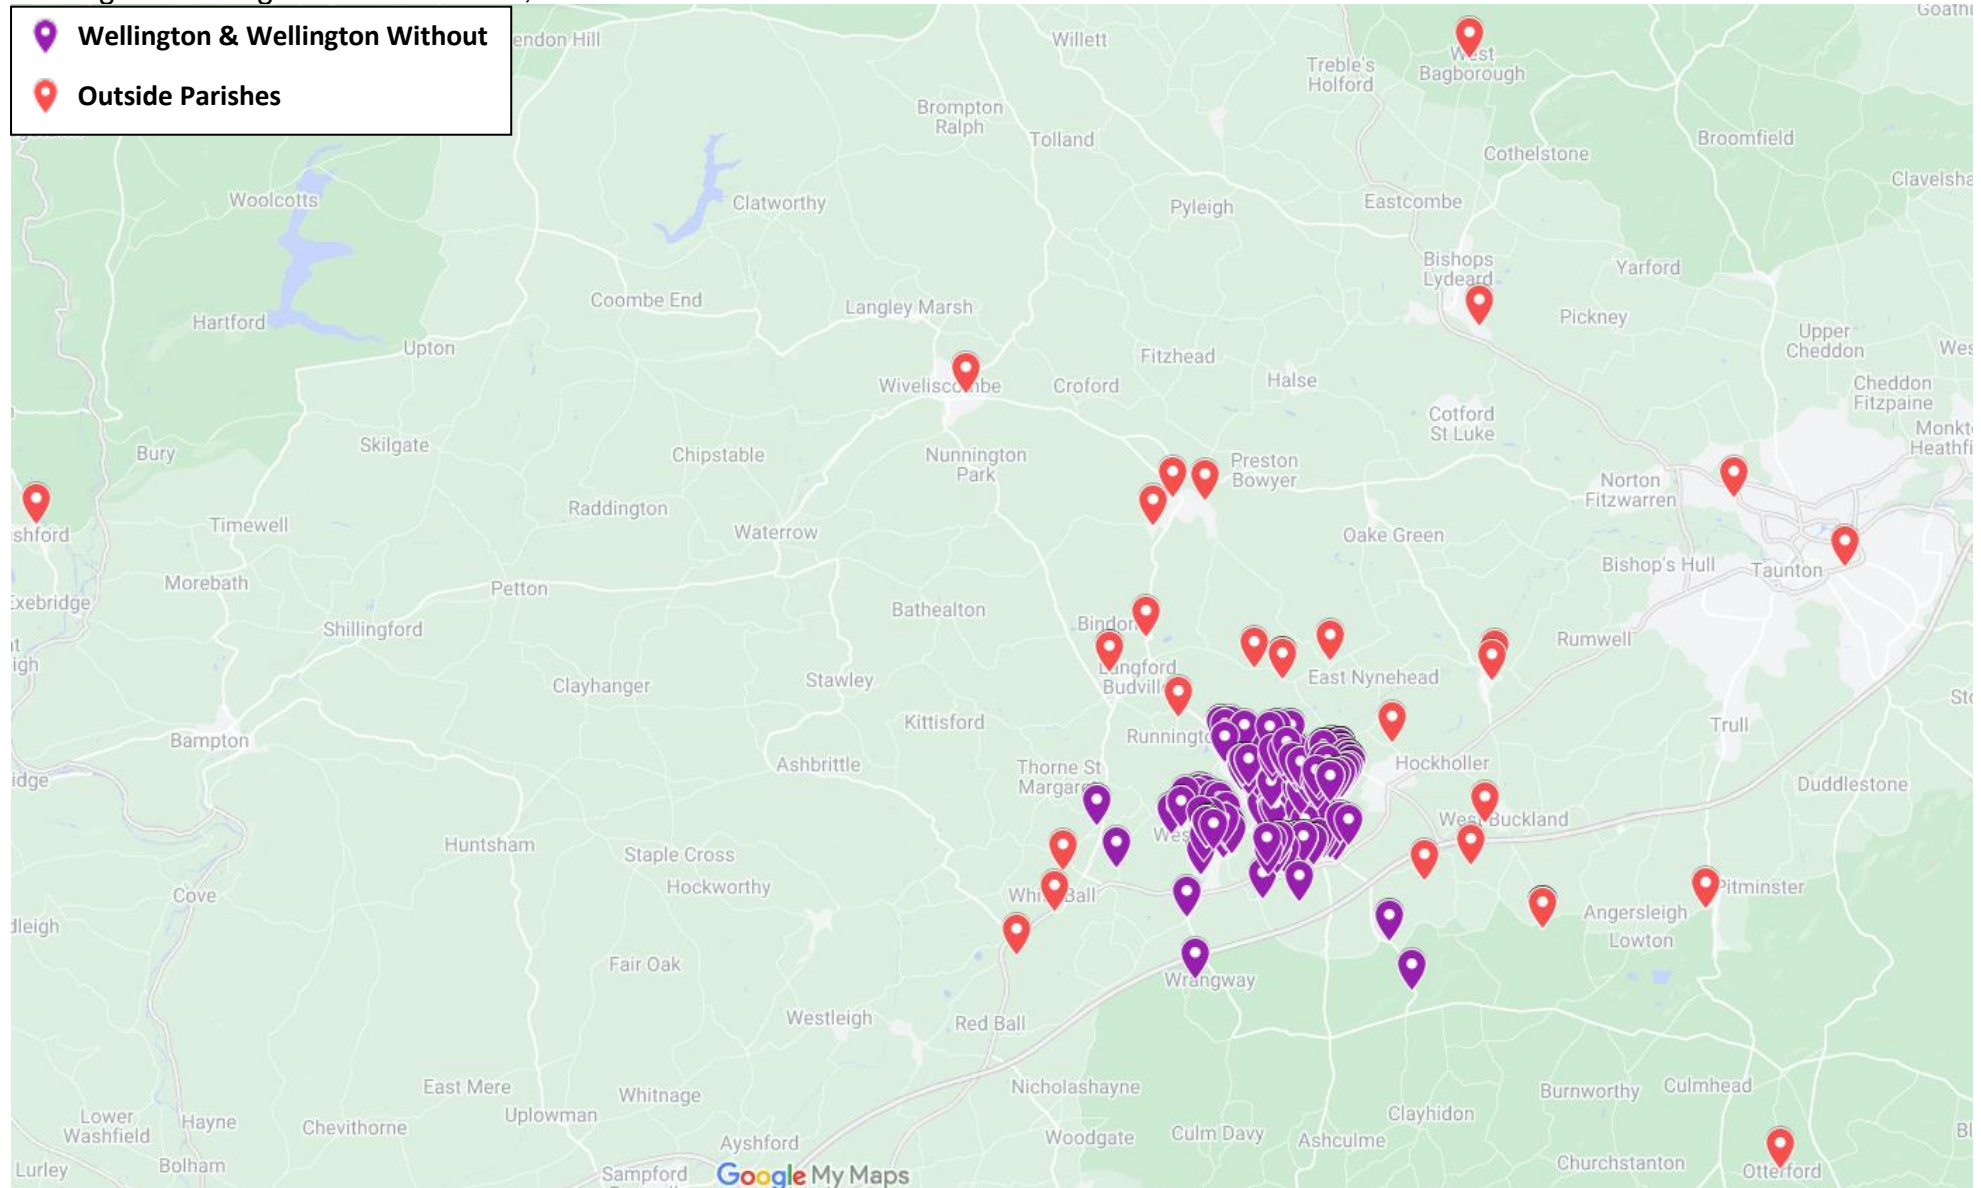 Wellington & Wellington Without
Outside Parishes
Willett
Treble's
Holford
West
Bagborough
Brompton
Ralph
Tolland
Broomfield
Cothelstone
Woolcotts
Clatworthy
Pyleigh
Eastcombe
Bishops
Lydeard
Yarford
Coombe End
Langley Marsh
Pickney
Hartford
Upton
Fitzhead
Upper
Cheddon
Wiveliscombe
Croford
Halse
Cheddon
Fitzpaine
Cotford
St Luke
Bury
Skilgate
Chipstable
Nunnington
Park
Preston
Bowyer
Norton
Fitzwarren
Raddington
Timewell
Waterrow
Oake Green
Bishop's Hull
Taunton
Morebath
Petton
Bathealton
Bindon
Shillingford
Rumwell
Langford
Budville
East Nynehead
Clayhanger
Stawley
Kittisford
Trull
Bampton
Ashbrittle
Thorne St
Hockholler
Duddlestone
West Buckland
Huntsham
Staple Cross
Hockworthy
Cove
Pitminster
Angersleigh
Lowton
Fair Oak
Wrangway
Westleigh
Red Ball
East Mere
Whitnage
Nicholashayne
Burnworthy
Culmhead
Uplowman
Clayhidon
Lower
Washfield
Hayne
Chevithorne
Ayshford
Woodgate
Culm Davy
Ashculme
Lurley
Bolham
Sampford
Google My Maps
Churchstanton
Otterford